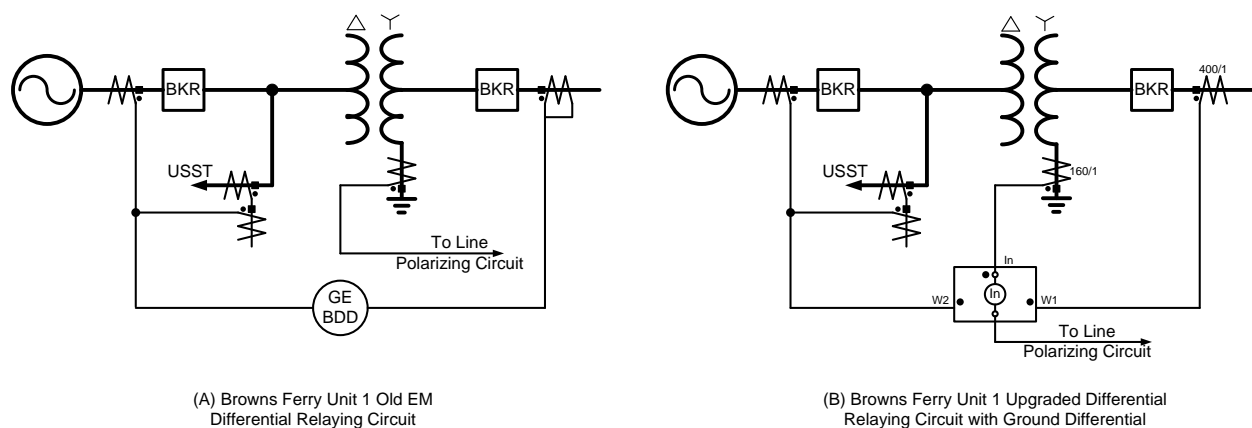 BKR
BKR
USST
To Line
Polarizing Circuit
GE
BDD
(A) Browns Ferry Unit 1 Old EM
Differential Relaying Circuit
BKR
BKR
400/1
USST
160/1
In
W2
In
W1
To Line
Polarizing Circuit
(B) Browns Ferry Unit 1 Upgraded Differential
Relaying Circuit with Ground Differential